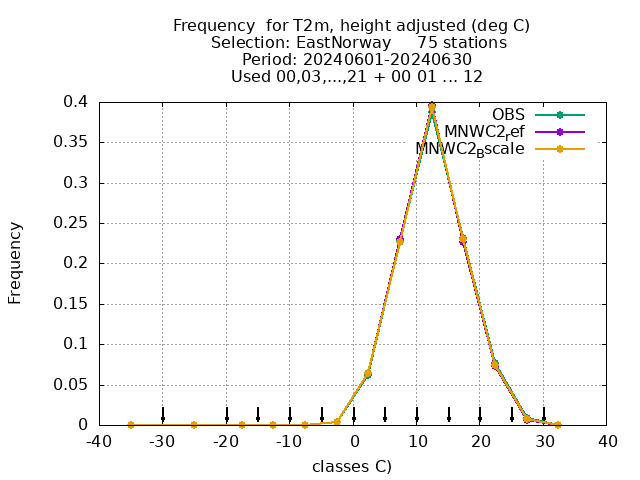 Frequency  for T2m, height adjusted (deg C)
Selection: EastNorway     75 stations
Period: 20240601-20240630
Used 00,03,...,21 + 00 01 ... 12
OBS
MNWC2ref
MNWC2Bscale
0.4
0.35
0.3
0.25
0.2
0.15
0.1
0.05
0
Frequency
-40 -30 -20 -10 0 10 20 30 40
classes C)